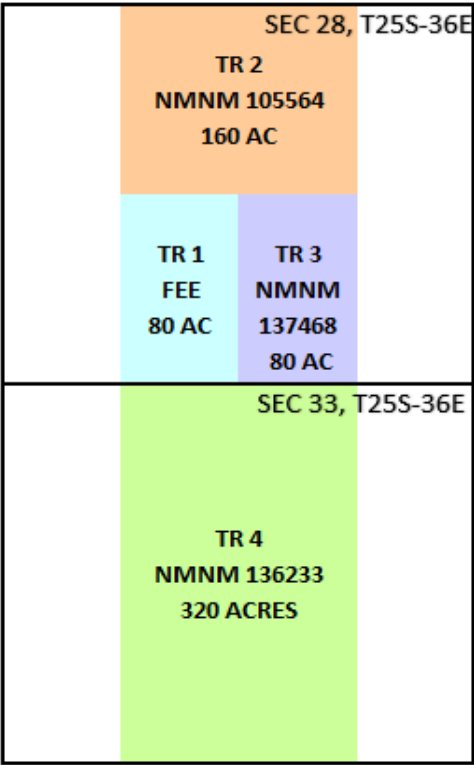 SEC 28, T25S-36E
TR 2
NMNM 105564
160 AC
TR 1
FEE
80 AC
TR 3
NMNM
137468
80 AC
SEC 33, T25S-36E
TR 4
NMNM 136233
320 ACRES